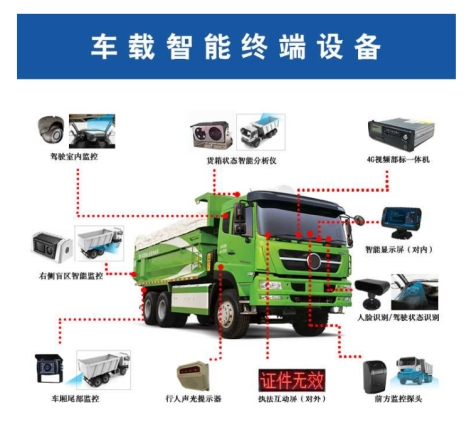 车载智能终端设备
驾驶室内监控
货箱状态智能分析仪
4G视频部标一体机
智能显示屏（对内）
右侧盲区智能监控
人脸识别/驾驶状态识别
证件无效
车厢尾部监控
行人声光提示器
执法互动屏（对外）
前方监控探头